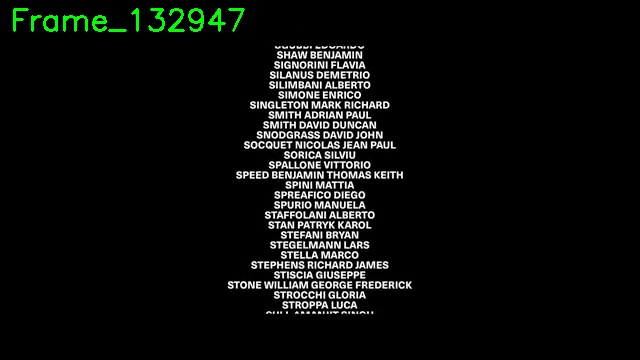 Frame_132947
SHAW BENJAMIN
SIGNORINI FLAVIA
SILANUS DEMETRIO
SILIMBANI ALBERTO
SIMONE ENRICO
SINGLETON MARK RICHARD
SMITH ADRIAN PAUL
SMITH DAVID DUNCAN
SNODGRASS DAVID JOHN
SOCQUET NICOLAS JEAN PAUL
SORICA SILVIU
SPALLONE VITTORIO
SPEED BENJAMIN THOMAS KEITH
SPINI MATTIA
SPREAFICO DIEGO
SPURIO MANUELA
STAFFOLANI ALBERTO
STAN PATRYK KAROL
STEFANI BRYAN
STEGELMANN LARS
STELLA MARCO
STEPHENS RICHARD JAMES
STISCIA GIUSEPPE
STONE WILLIAM GEORGE FREDERICK
STROCCHI GLORIA
STROPPA LUCA